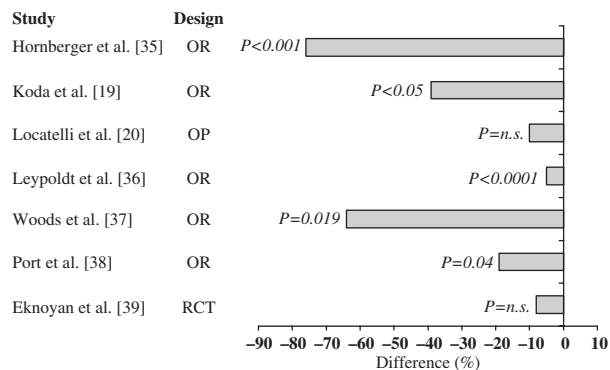 Study Design
Hornberger et al. [35] OR P<0.001
Koda et al. [19] OR P<0.05
Locatelli et al. [20] OP P=n.s.
Leypoldt et al. [36] OR P<0.0001
Woods et al. [37] OR P=0.019
Port et al. [38] OR P=0.04
Eknoyan et al. [39] RCT P=n.s.
–90 –80 –70 –60 –50 –40 –30 –20 –10 0 10
Difference (%)